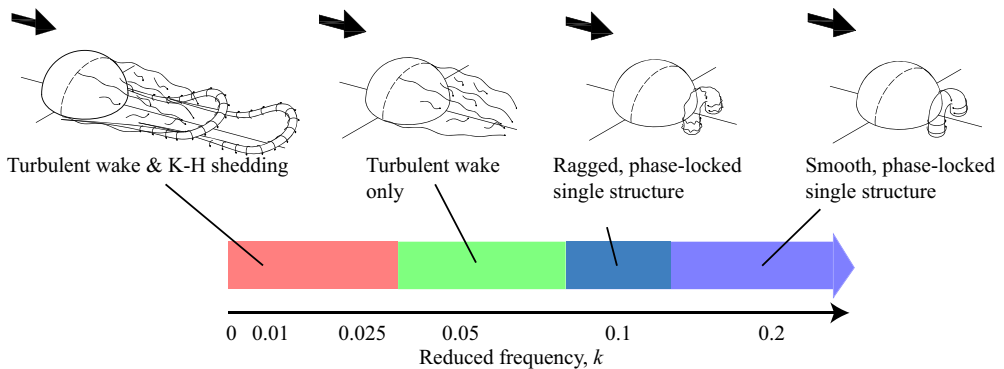 Turbulent wake & K-H shedding
Turbulent wake
only
Ragged, phase-locked
single structure
Smooth, phase-locked
single structure
0 0.01 0.025 0.05 0.1 0.2
Reduced frequency, k